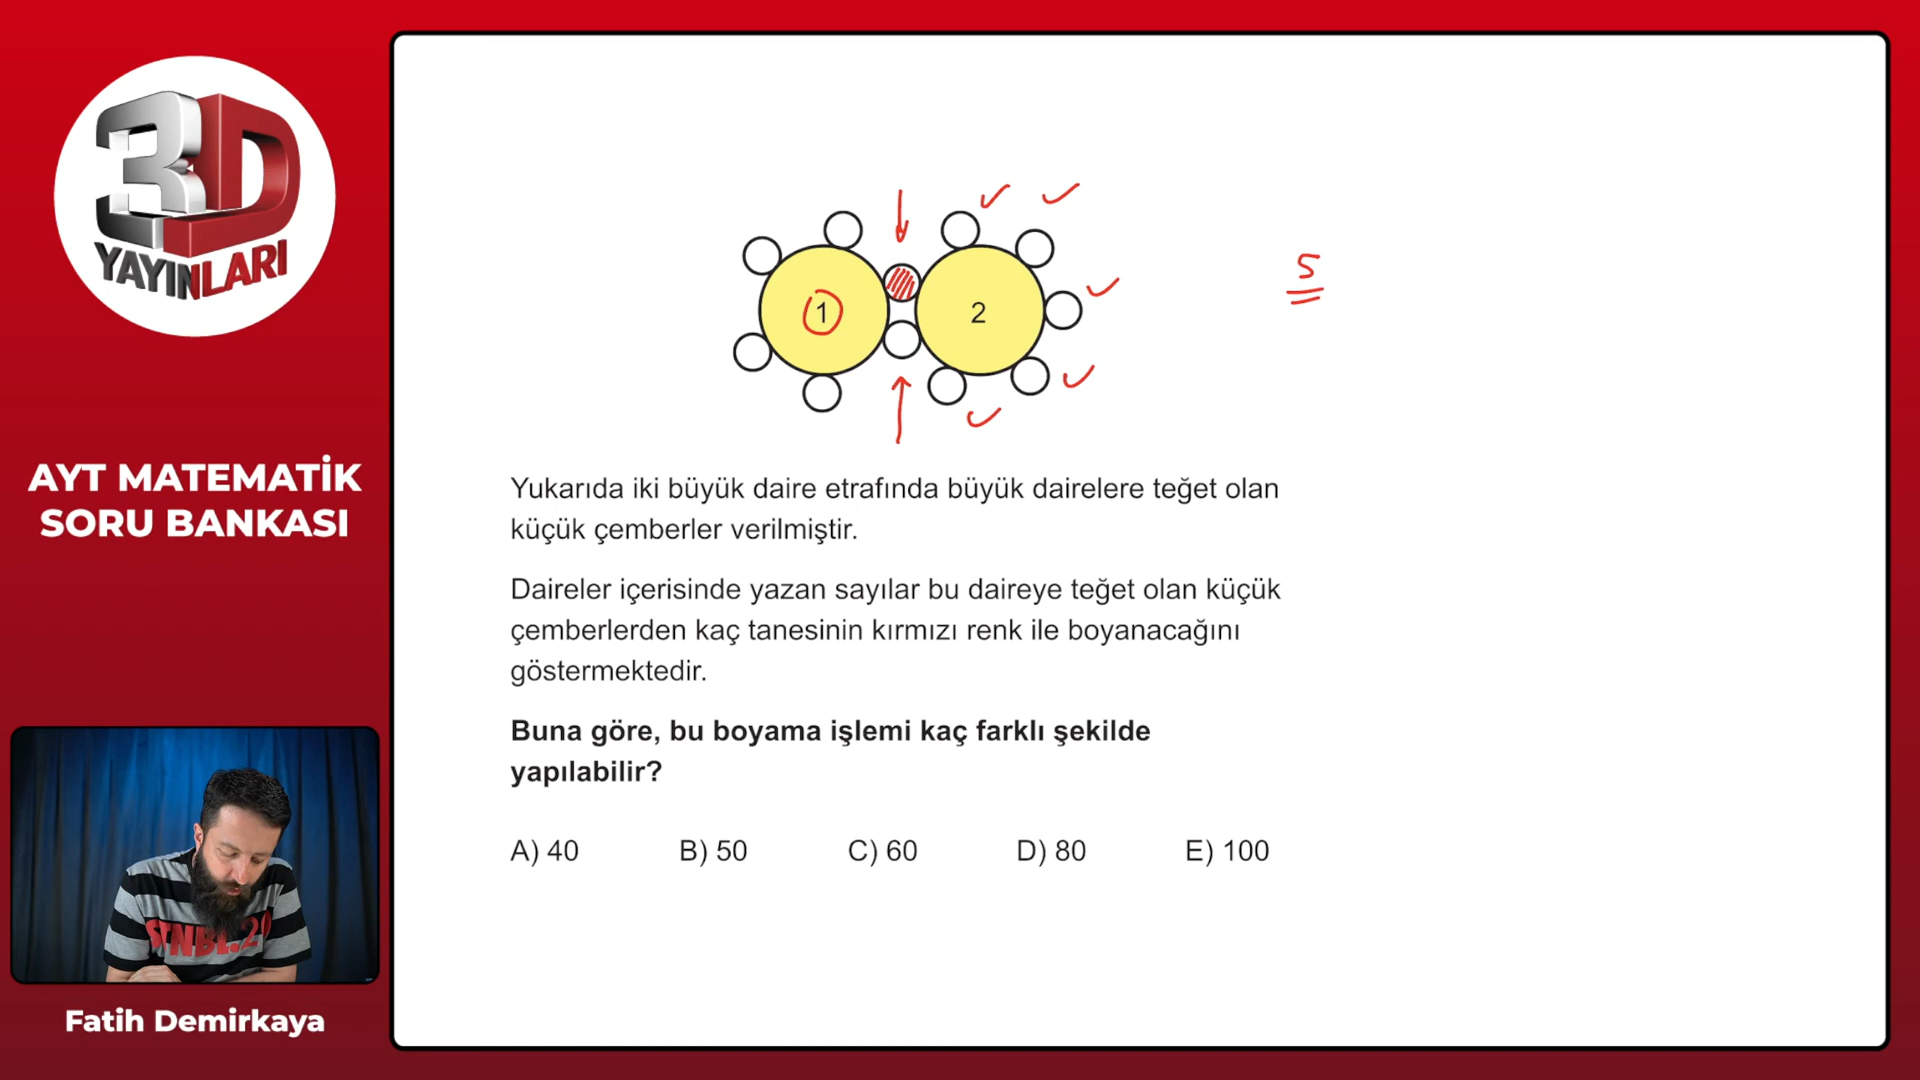 3D
YAYINLARI
AYT MATEMATİK
SORU BANKASI
STNBL.29
Fatih Demirkaya
1
2
5
Yukarıda iki büyük daire etrafında büyük dairelere teğet olan
küçük çemberler verilmiştir.
Daireler içerisinde yazan sayılar bu daireye teğet olan küçük
çemberlerden kaç tanesinin kırmızı renk ile boyanacağını
göstermektedir.
Buna göre, bu boyama işlemi kaç farklı şekilde
yapılabilir?
A) 40 B) 50 C) 60 D) 80 E) 100